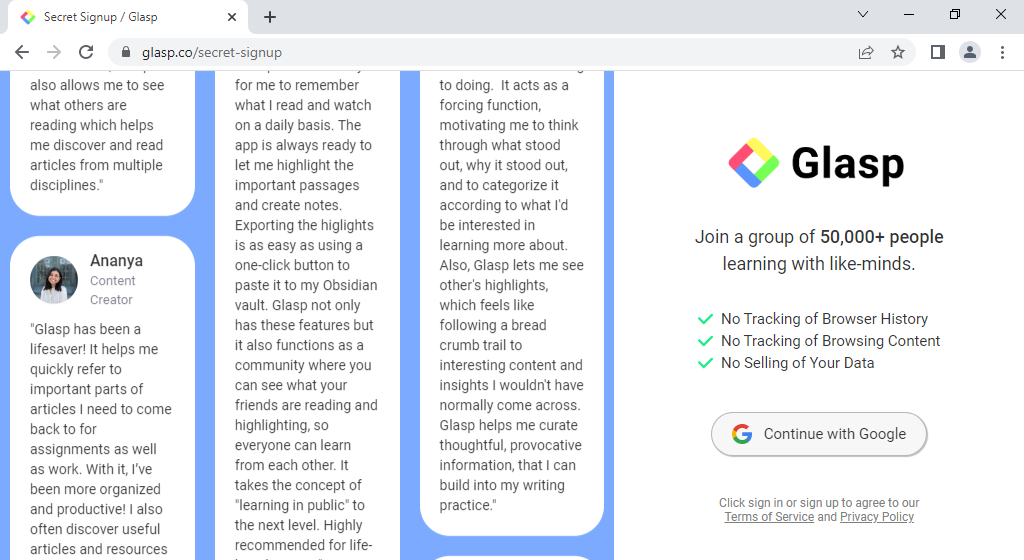 Secret Signup / Glasp
glasp.co/secret-signup
also allows me to see
what others are
reading which helps
me discover and read
articles from multiple
disciplines."
Ananya
Content
Creator
"Glasp has been a
lifesaver! It helps me
quickly refer to
important parts of
articles I need to come
back to for
assignments as well
as work. With it, I've
been more organized
and productive! I also
often discover useful
articles and resources
for me to remember
what I read and watch
on a daily basis. The
app is always ready to
let me highlight the
important passages
and create notes.
Exporting the higlights
is as easy as using a
one-click button to
paste it to my Obsidian
vault. Glasp not only
has these features but
it also functions as a
community where you
can see what your
friends are reading and
highlighting, so
everyone can learn
from each other. It
takes the concept of
"learning in public" to
the next level. Highly
recommended for life-
to doing. It acts as a
forcing function,
motivating me to think
through what stood
out, why it stood out,
and to categorize it
according to what I'd
be interested in
learning more about.
Also, Glasp lets me see
other's highlights,
which feels like
following a bread
crumb trail to
interesting content and
insights I wouldn't have
normally come across.
Glasp helps me curate
thoughtful, provocative
information, that I can
build into my writing
practice."
Glasp
Join a group of 50,000+ people
learning with like-minds.
No Tracking of Browser History
No Tracking of Browsing Content
No Selling of Your Data
Continue with Google
Click sign in or sign up to agree to our
Terms of Service and Privacy Policy